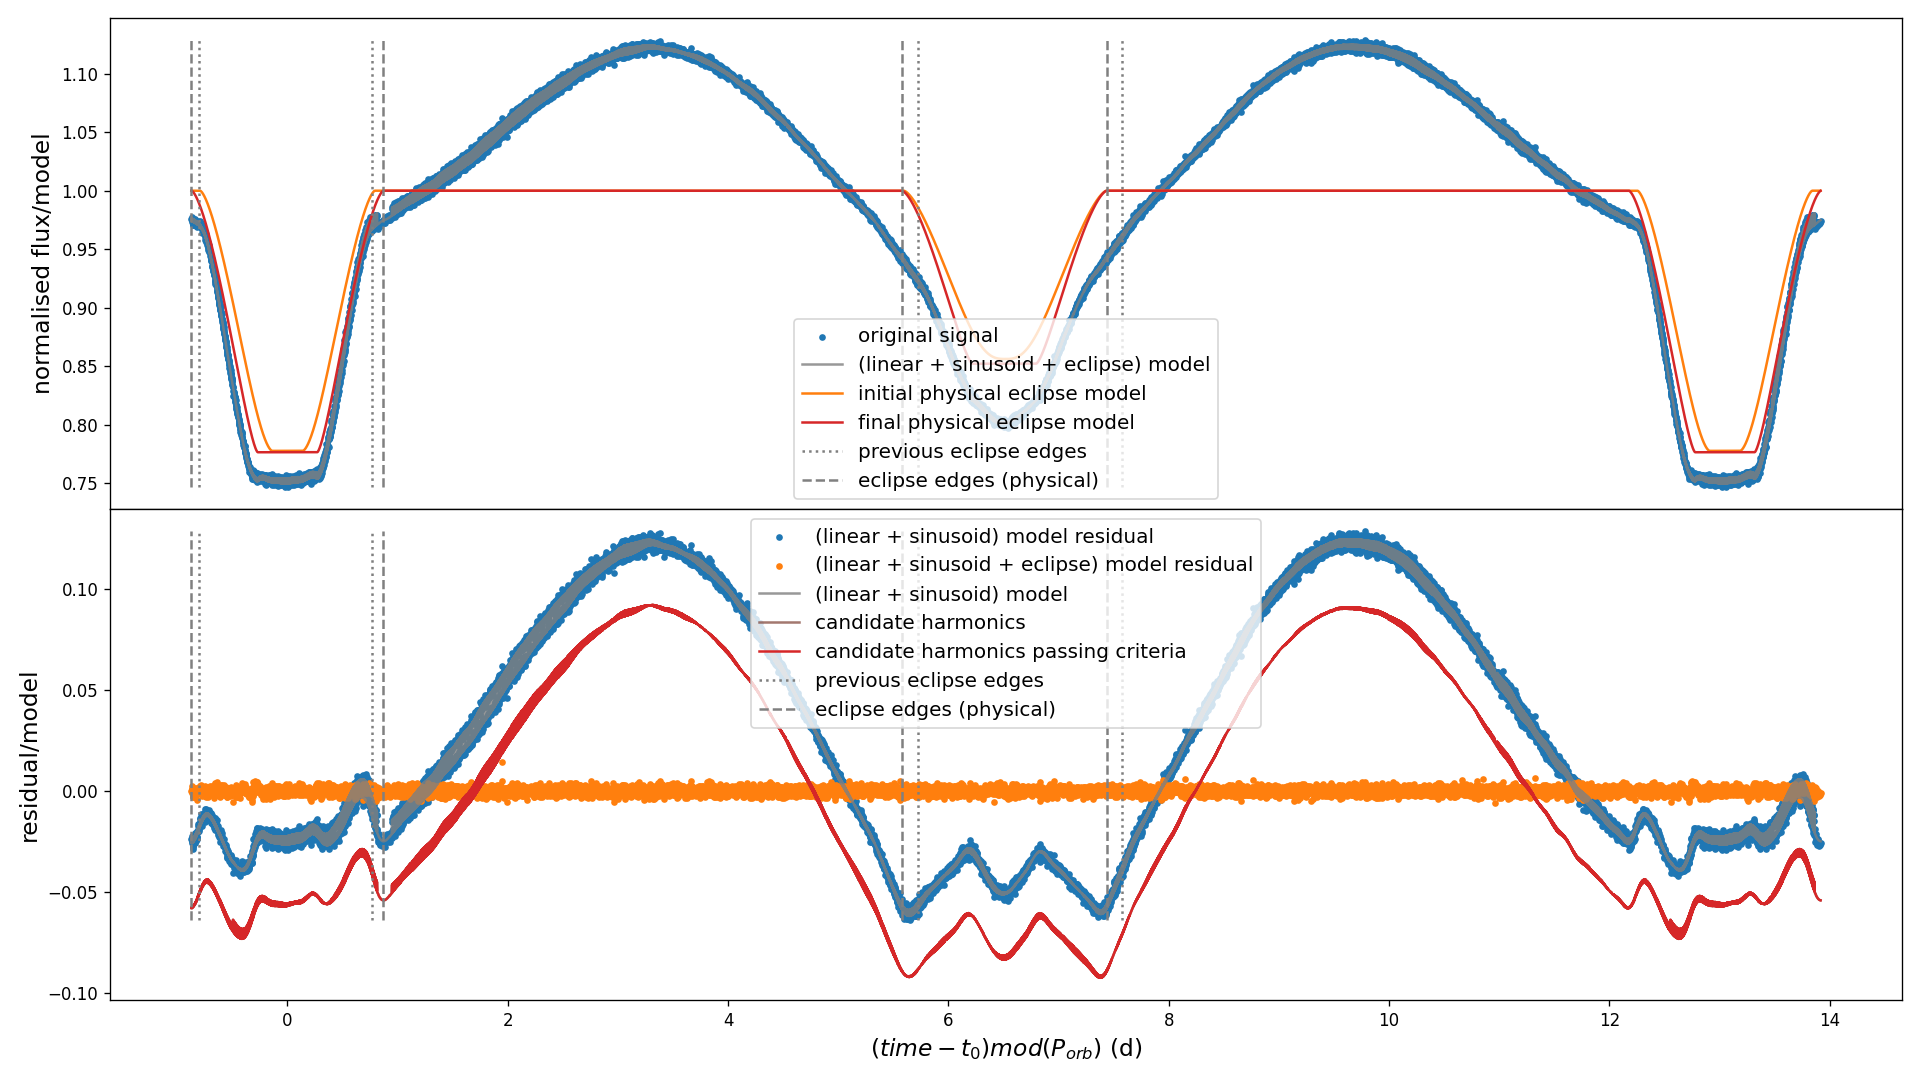 normalised flux/model
1.10
1.05
1.00
0.95
0.90
0.85
0.80
0.75
original signal
(linear + sinusoid + eclipse) model
initial physical eclipse model
final physical eclipse model
previous eclipse edges
eclipse edges (physical)
residual/model
0.10
0.05
0.00
−0.05
−0.10
(linear + sinusoid) model residual
(linear + sinusoid + eclipse) model residual
(linear + sinusoid) model
candidate harmonics
candidate harmonics passing criteria
previous eclipse edges
eclipse edges (physical)
0 2 4 6 8 10 12 14
(time − t₀)mod(Pₒᵣb) (d)